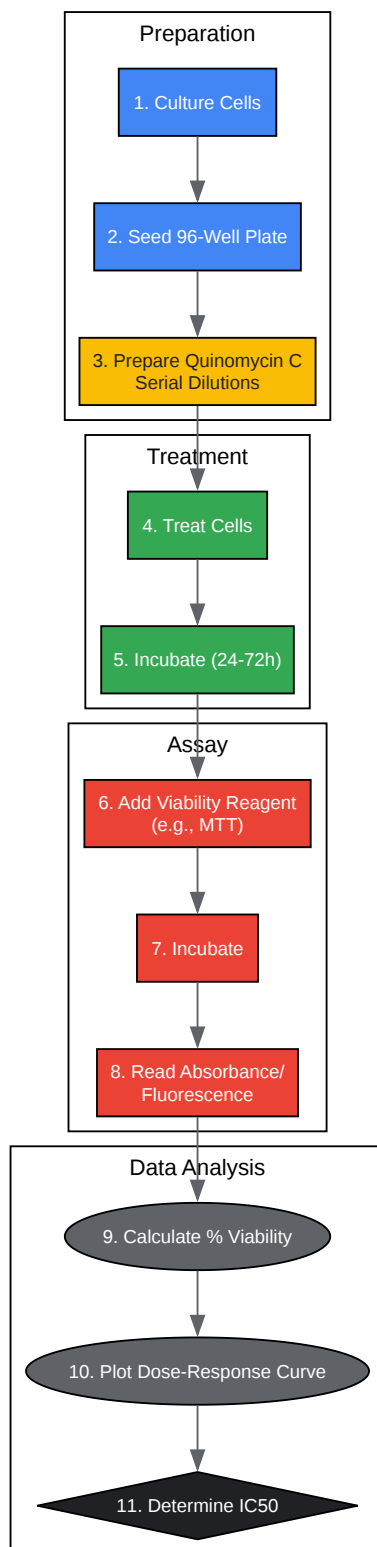 Preparation
1. Culture Cells
2. Seed 96-Well Plate
3. Prepare Quinomycin C
Serial Dilutions
Treatment
4. Treat Cells
5. Incubate (24-72h)
Assay
6. Add Viability Reagent
(e.g., MTT)
7. Incubate
8. Read Absorbance/
Fluorescence
Data Analysis
9. Calculate % Viability
10. Plot Dose-Response Curve
11. Determine IC50